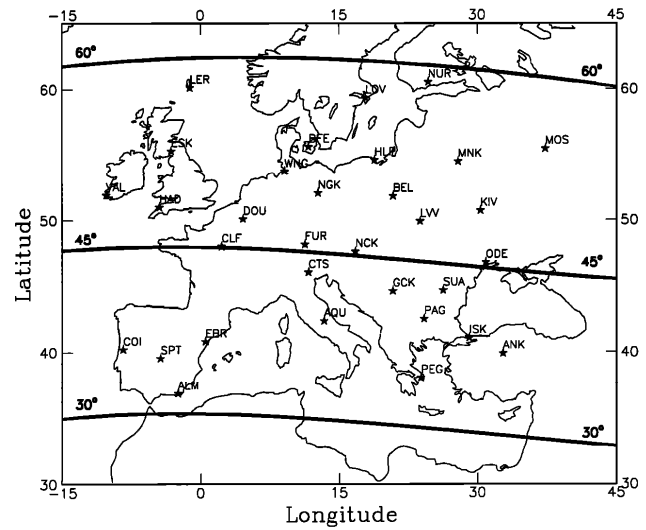 -15 0 15 30 45
60° 60°
60 60
LER
NUR
LOV
ESK
BFE
MOS
HLP
MNK
WNG
VAL
NGK
BEL
HAD
KIV
DOU
LVV
50 50
45° 45°
CLF
FUR
NCK
ODE
CTS
GCK
SUA
AQU
PAG
ISK
COI
SPT
EBR
ANK
40 40
PEG
ALM
30° 30°
30 30
-15 0 15 30 45
Latitude
Longitude